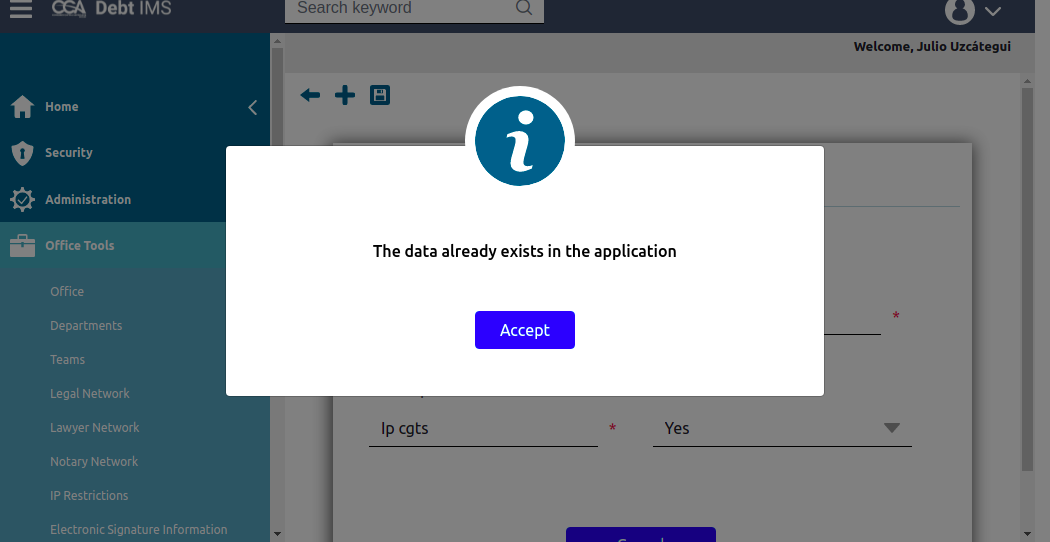 CGA Debt IMS
Search keyword
Welcome, Julio Uzcátegui
Home
Security
Administration
Office Tools
Office
Departments
Teams
Legal Network
Lawyer Network
Notary Network
IP Restrictions
Electronic Signature Information
The data already exists in the application
Accept
*
Ip cgts *
Yes